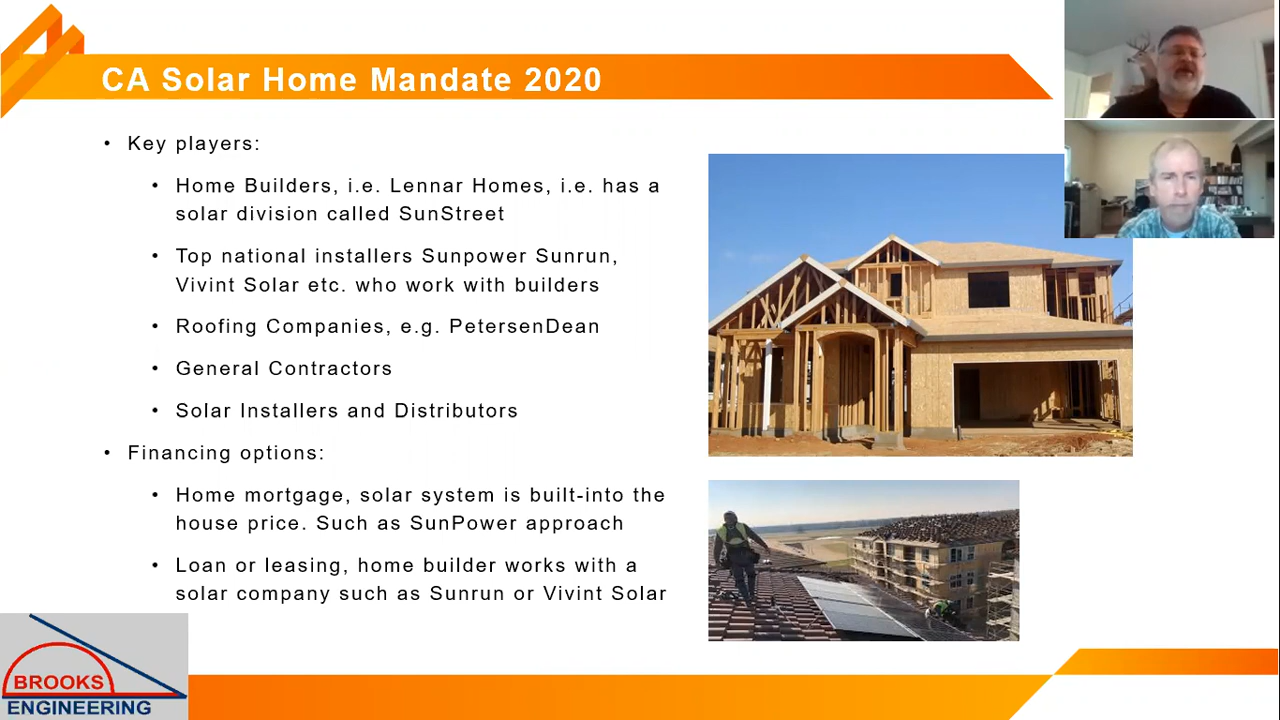 CA Solar Home Mandate 2020
• Key players:
• Home Builders, i.e. Lennar Homes, i.e. has a
solar division called SunStreet
• Top national installers Sunpower Sunrun,
Vivint Solar etc. who work with builders
• Roofing Companies, e.g. PetersenDean
• General Contractors
• Solar Installers and Distributors
• Financing options:
• Home mortgage, solar system is built-into the
house price. Such as SunPower approach
• Loan or leasing, home builder works with a
solar company such as Sunrun or Vivint Solar
BROOKS
ENGINEERING